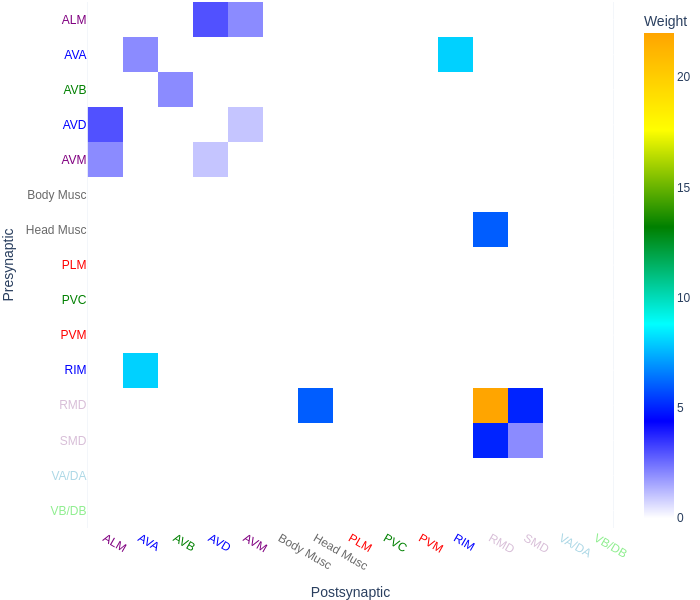 Weight
ALM
AVA
AVB
AVD
AVM
Body Musc
Head Musc
PLM
PVC
PVM
RIM
RMD
SMD
VA/DA
VB/DB
Presynaptic
20
15
10
5
0
ALM
AVA
AVB
AVD
AVM
Body Musc
Head Musc
PLM
PVC
PVM
RIM
RMD
SMD
VA/DA
VB/DB
Postsynaptic